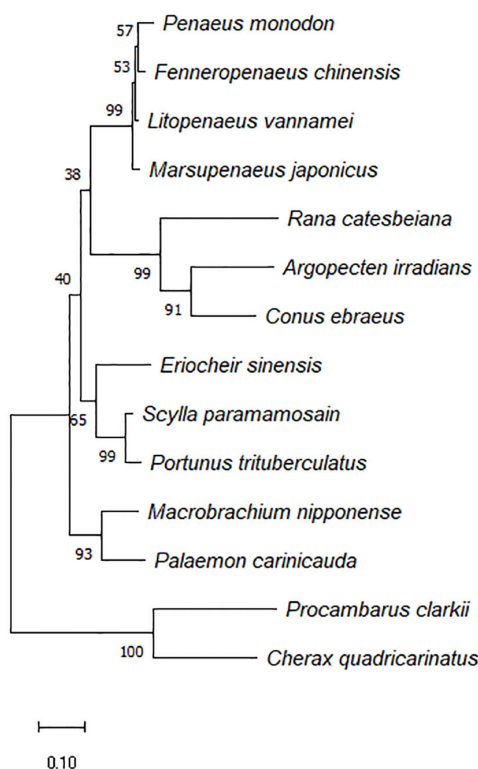 57
Penaeus monodon
53
Fenneropenaeus chinensis
99
Litopenaeus vannamei
Marsupenaeus japonicus
38
Rana catesbeiana
99
Argopecten irradians
40
91
Conus ebraeus
Eriocheir sinensis
65
Scylla paramamosain
99
Portunus trituberculatus
Macrobrachium nipponense
93
Palaemon carinicauda
Procambarus clarkii
100
Cherax quadricarinatus
0.10